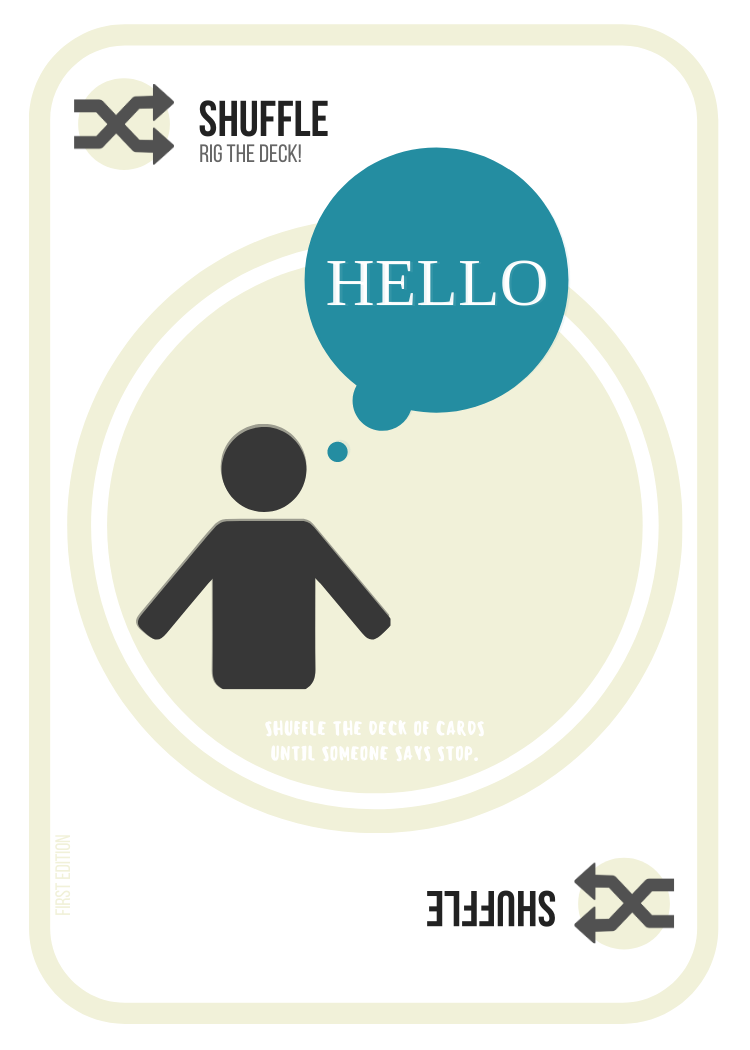 SHUFFLE
RIG THE DECK!
HELLO
SHUFFLE THE DECK OF CARDS
UNTIL SOMEONE SAYS STOP.
FIRST EDITION
SHUFFLE